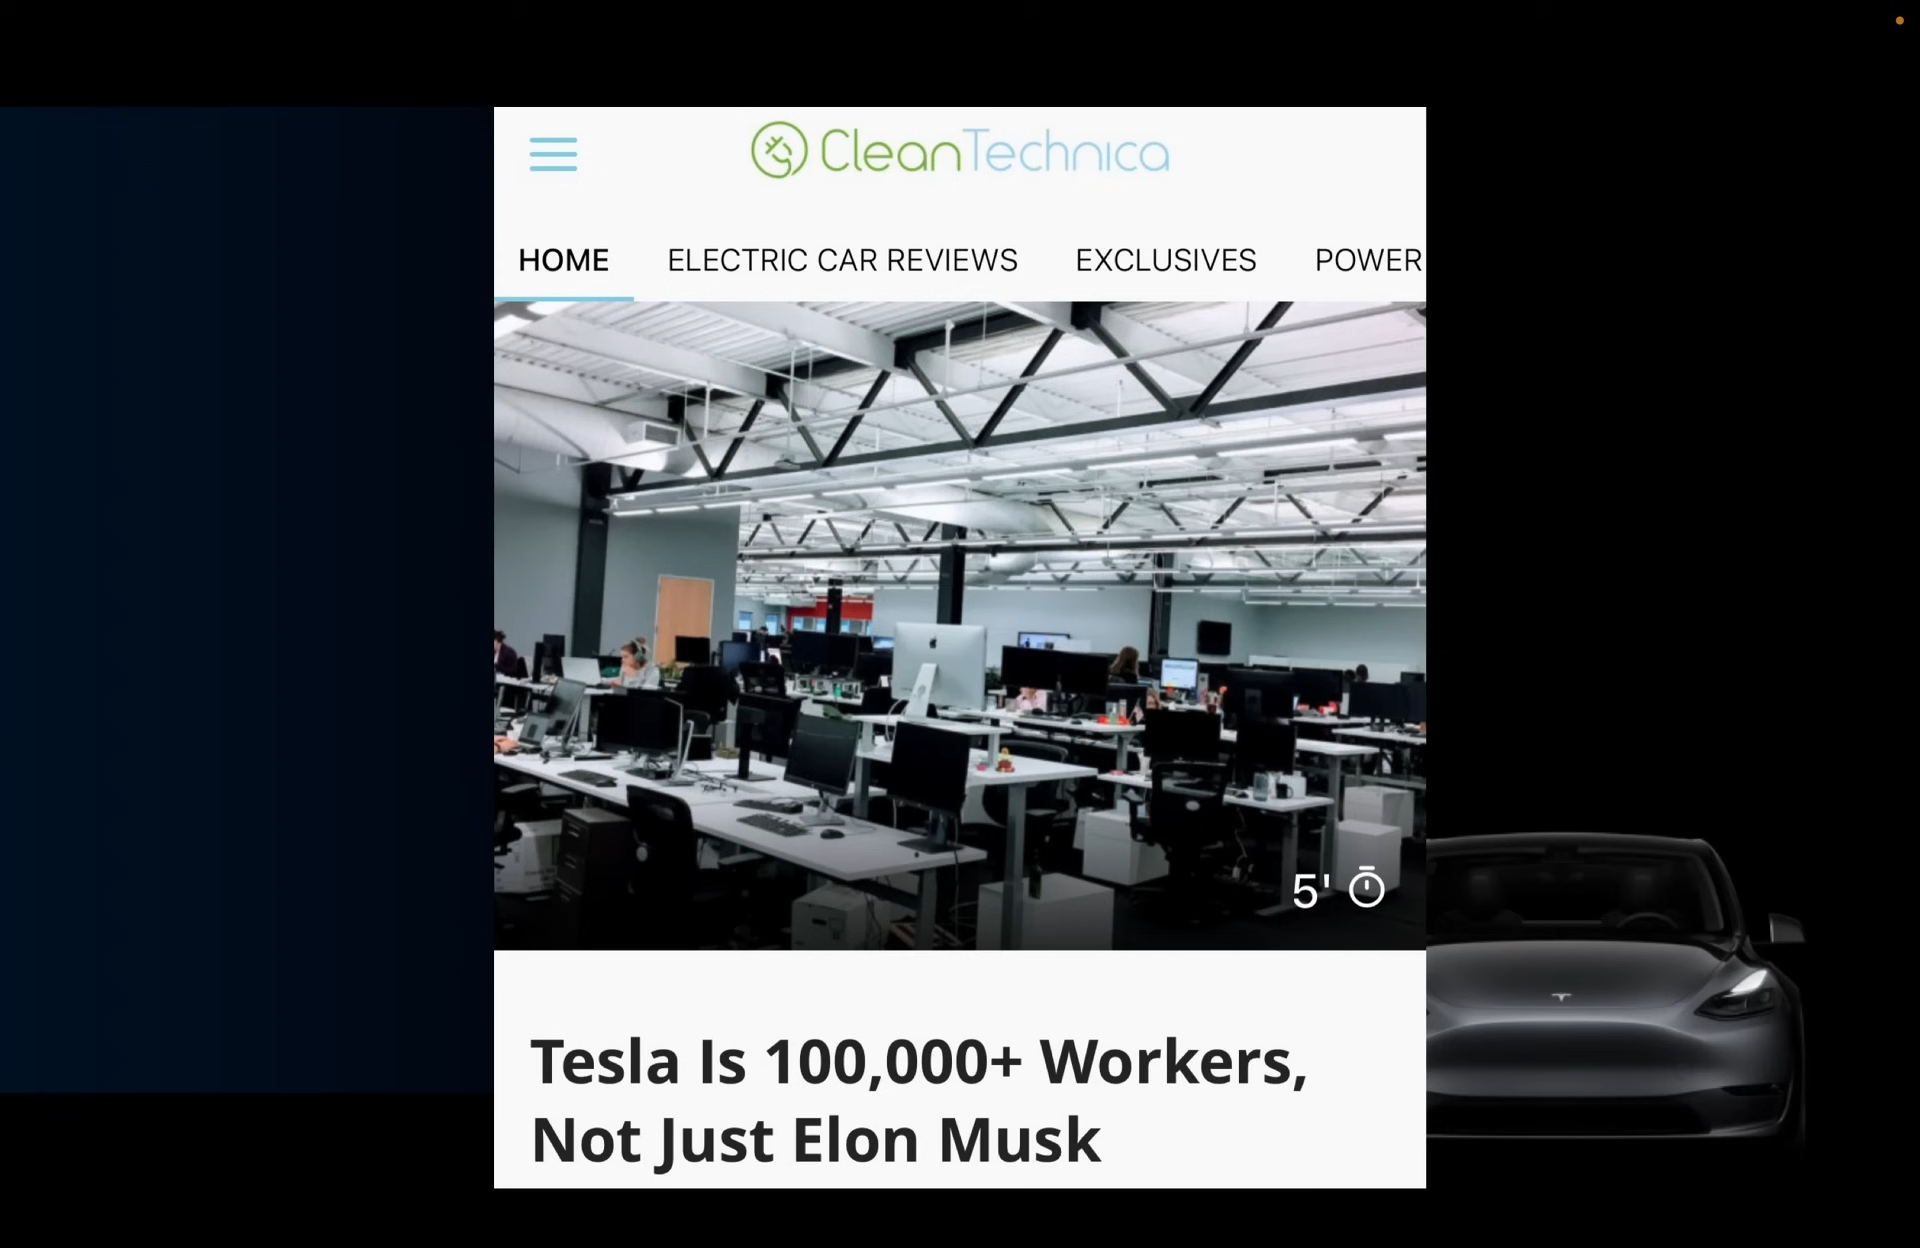 CleanTechnica
HOME ELECTRIC CAR REVIEWS EXCLUSIVES POWER
5'
Tesla Is 100,000+ Workers,
Not Just Elon Musk